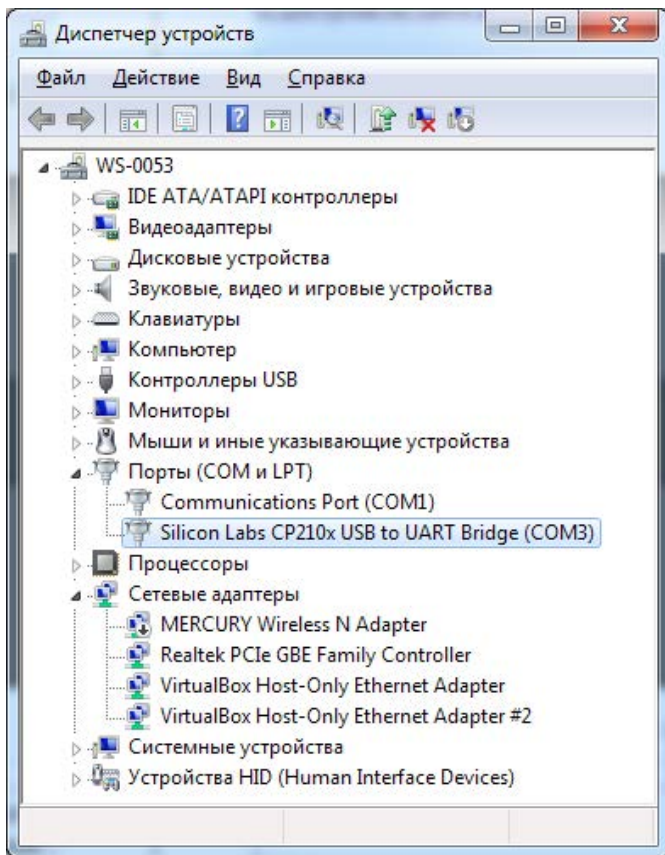 Диспетчер устройств
Файл Действие Вид Справка
WS-0053
IDE ATA/ATAPI контроллеры
Видеоадаптеры
Дисковые устройства
Звуковые, видео и игровые устройства
Клавиатуры
Компьютер
Контроллеры USB
Мониторы
Мыши и иные указывающие устройства
Порты (COM и LPT)
Communications Port (COM1)
Silicon Labs CP210x USB to UART Bridge (COM3)
Процессоры
Сетевые адаптеры
MERCURY Wireless N Adapter
Realtek PCIe GBE Family Controller
VirtualBox Host-Only Ethernet Adapter
VirtualBox Host-Only Ethernet Adapter #2
Системные устройства
Устройства HID (Human Interface Devices)